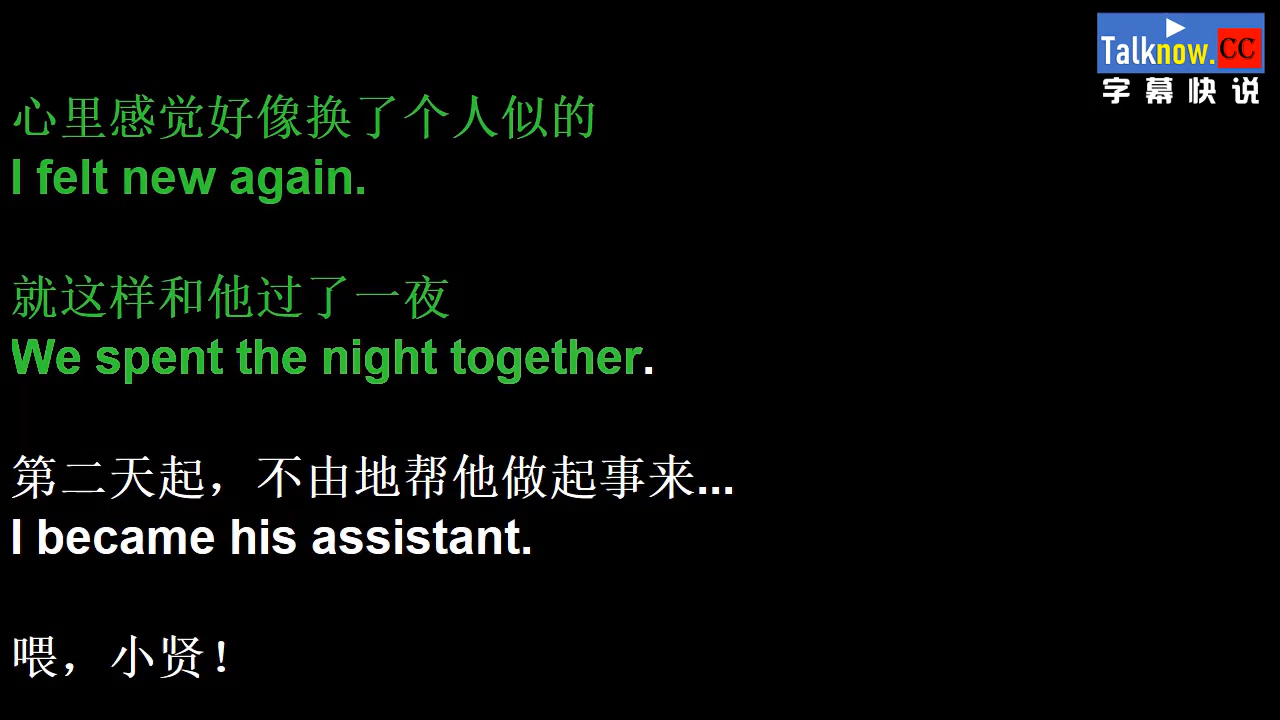 Talknow.CC
字幕快说
心里感觉好像换了个人似的
I felt new again.
就这样和他过了一夜
We spent the night together.
第二天起，不由地帮他做起事来...
I became his assistant.
喂，小贤！